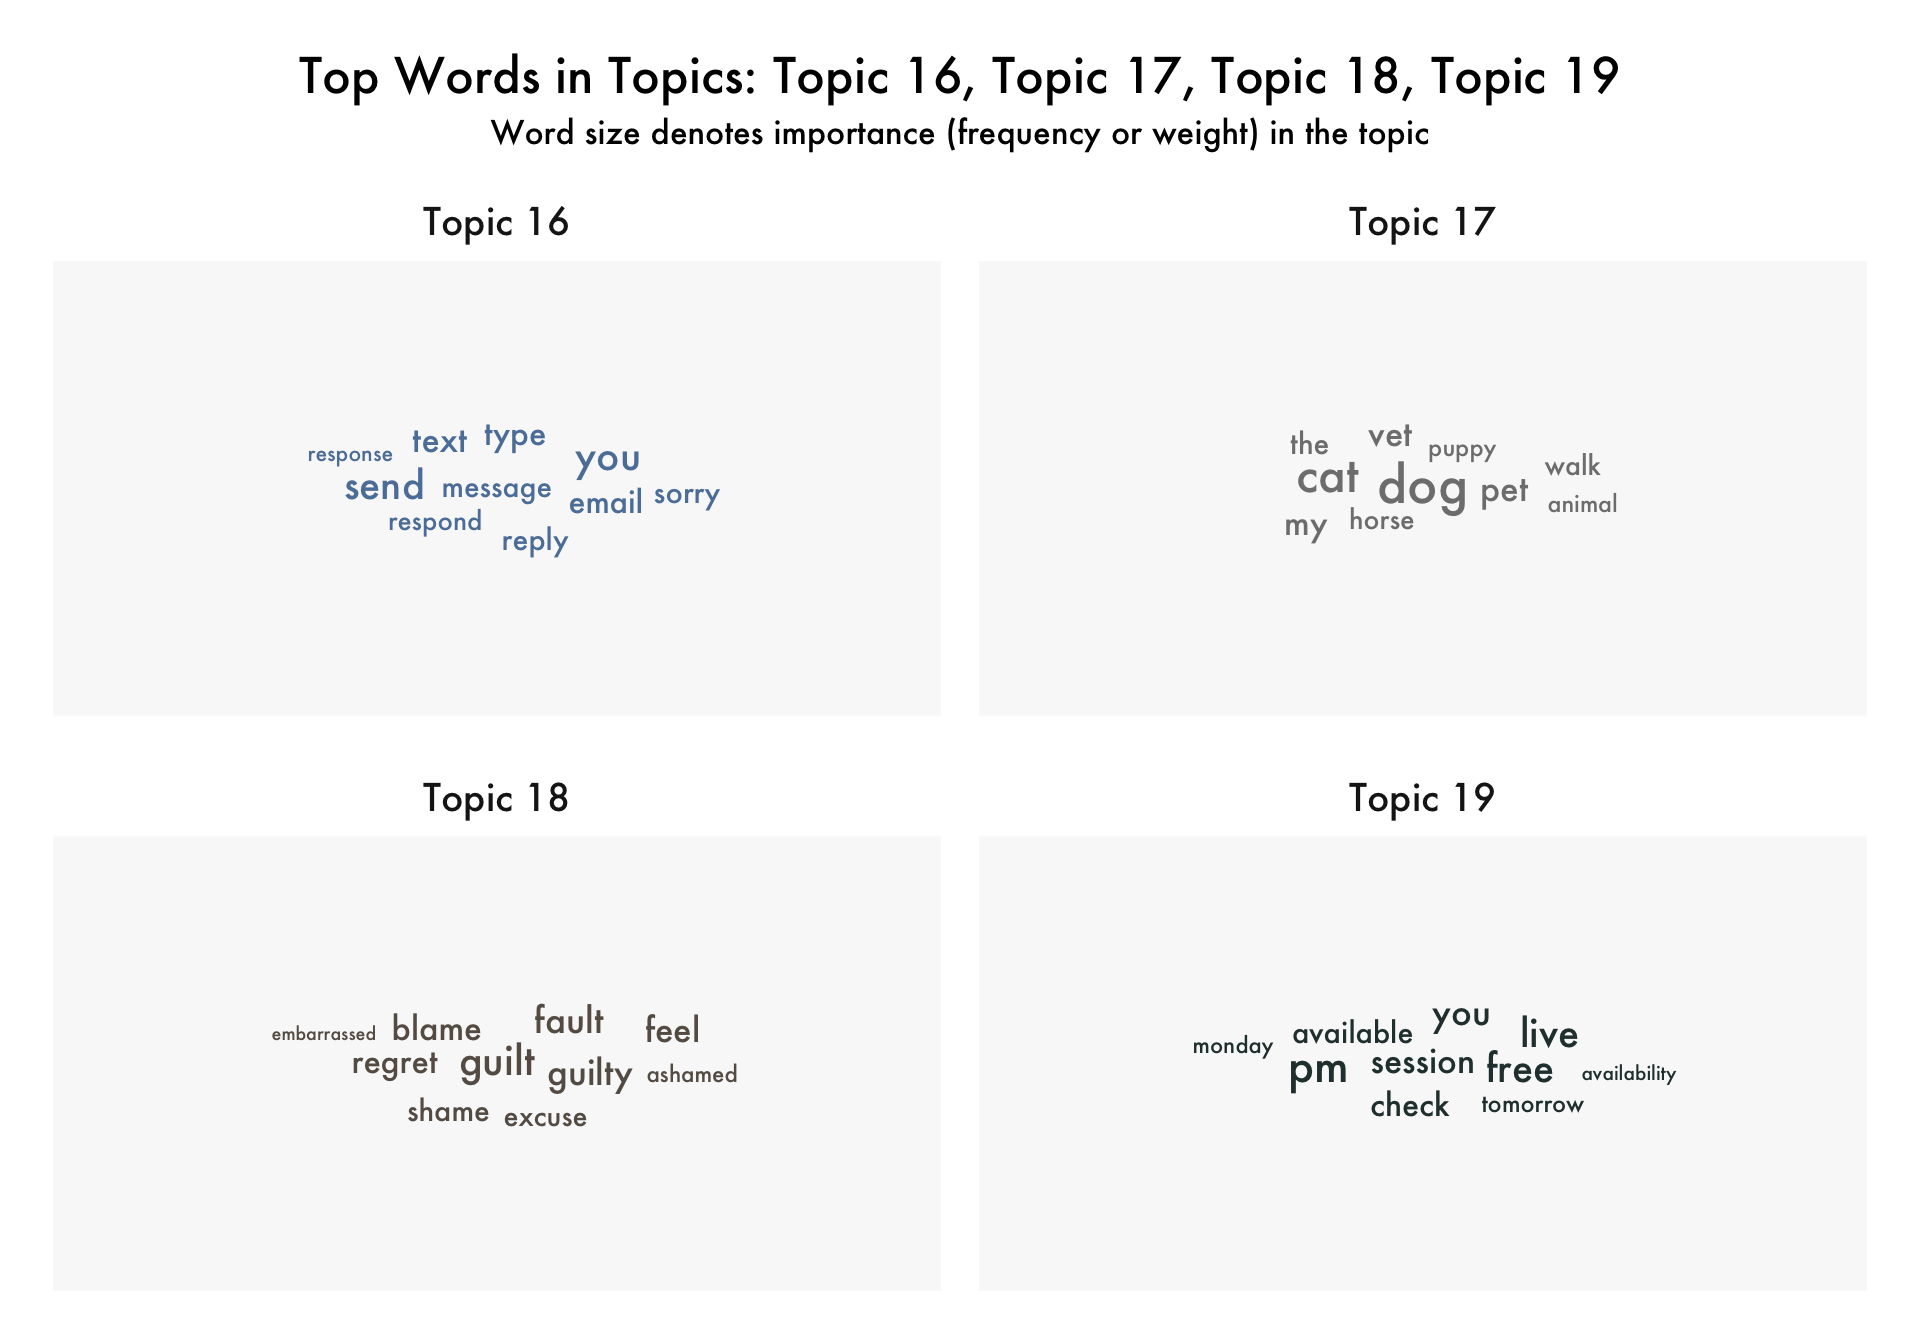 Top Words in Topics: Topic 16, Topic 17, Topic 18, Topic 19
Word size denotes importance (frequency or weight) in the topic
Topic 16
response text type you
send message email sorry
respond reply
Topic 17
the vet puppy walk
cat dog pet animal
my horse
Topic 18
embarrassed blame fault feel
regret guilt guilty ashamed
shame excuse
Topic 19
monday available you live
pm session free availability
check tomorrow